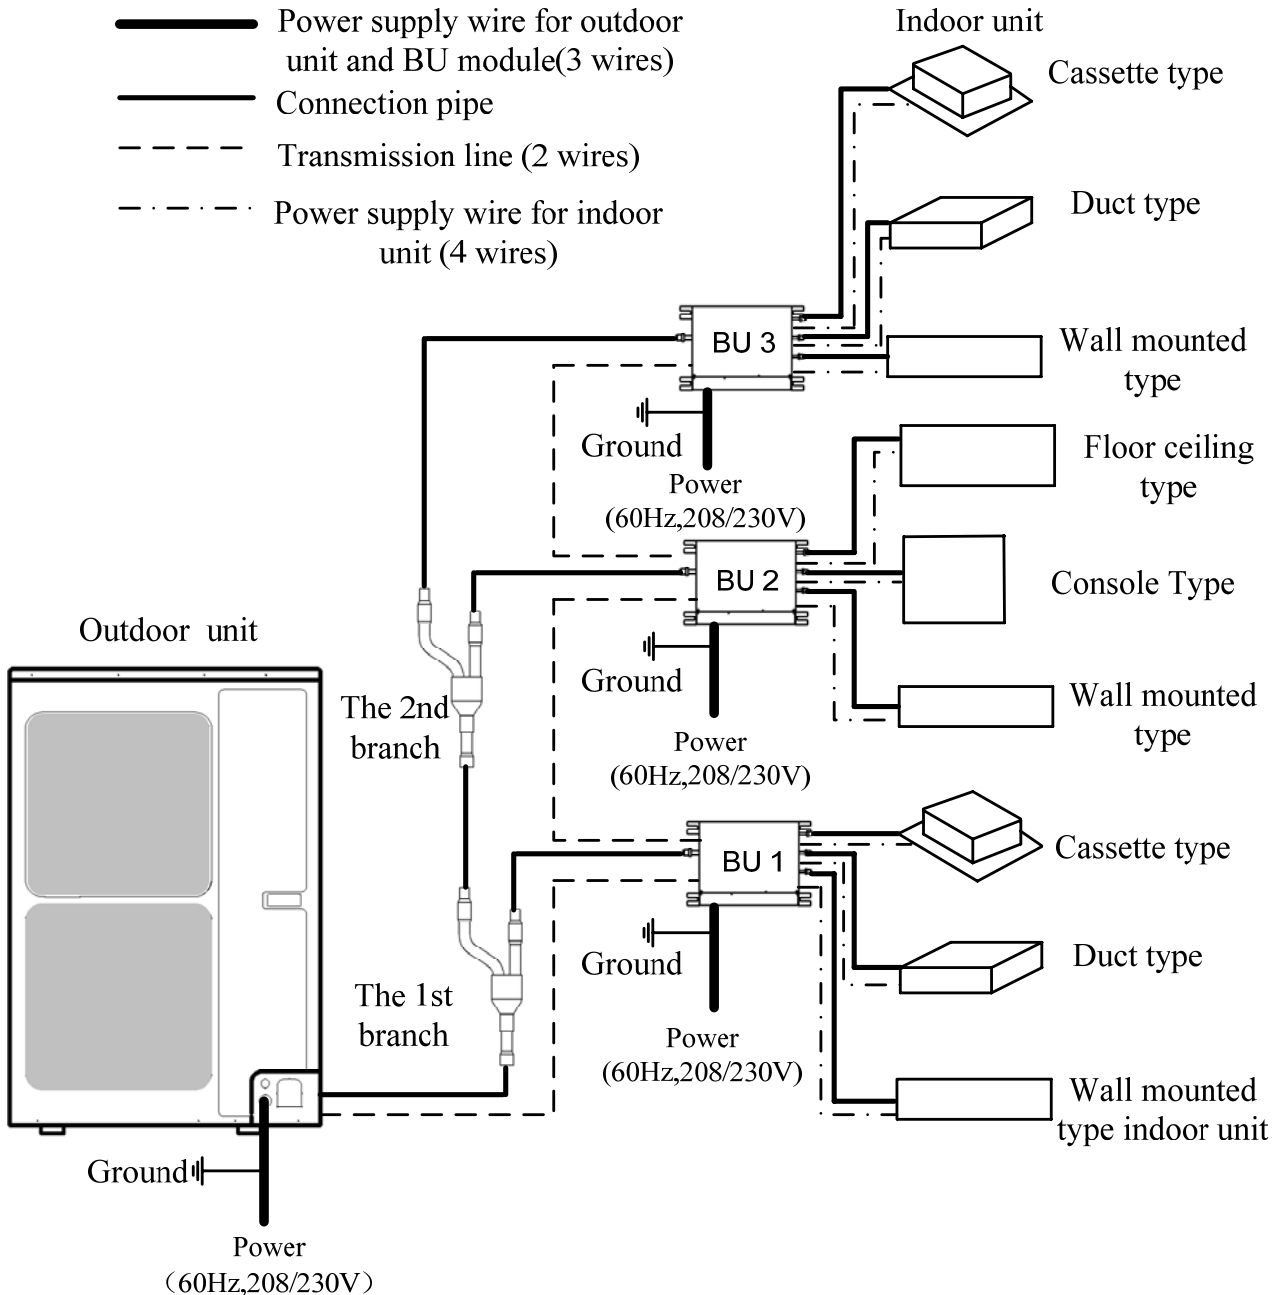 Power supply wire for outdoor
unit and BU module(3 wires)
Connection pipe
Transmission line (2 wires)
Power supply wire for indoor
unit (4 wires)
Indoor unit
Cassette type
Duct type
BU 3
Wall mounted
type
Ground
Power
(60Hz,208/230V)
Floor ceiling
type
BU 2
Console Type
Ground
Wall mounted
type
Power
(60Hz,208/230V)
Outdoor unit
The 2nd
branch
BU 1
Cassette type
Ground
Duct type
The 1st
branch
Power
(60Hz,208/230V)
Wall mounted
type indoor unit
Ground
Power
（60Hz,208/230V）